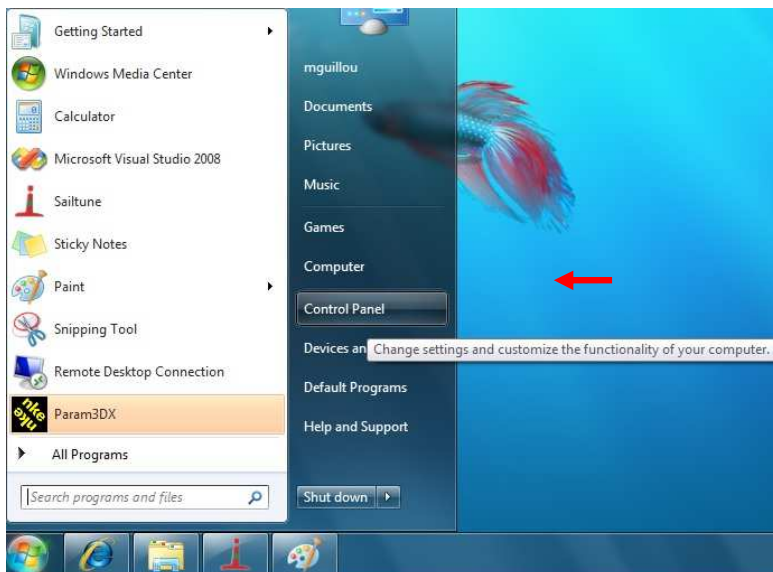 Getting Started
Windows Media Center
Calculator
Microsoft Visual Studio 2008
Sailtune
Sticky Notes
Paint
Snipping Tool
Remote Desktop Connection
nke
nke
Param3DX
All Programs
Search programs and files
mguillou
Documents
Pictures
Music
Games
Computer
Control Panel
Devices an
Change settings and customize the functionality of your computer.
Default Programs
Help and Support
Shut down